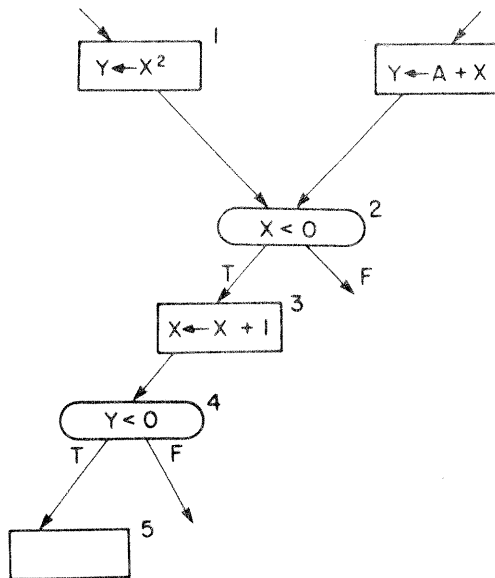 1
Y ← X²
Y ← A + X
2
X < 0
T
F
3
X ← X + 1
4
Y < 0
T
F
5